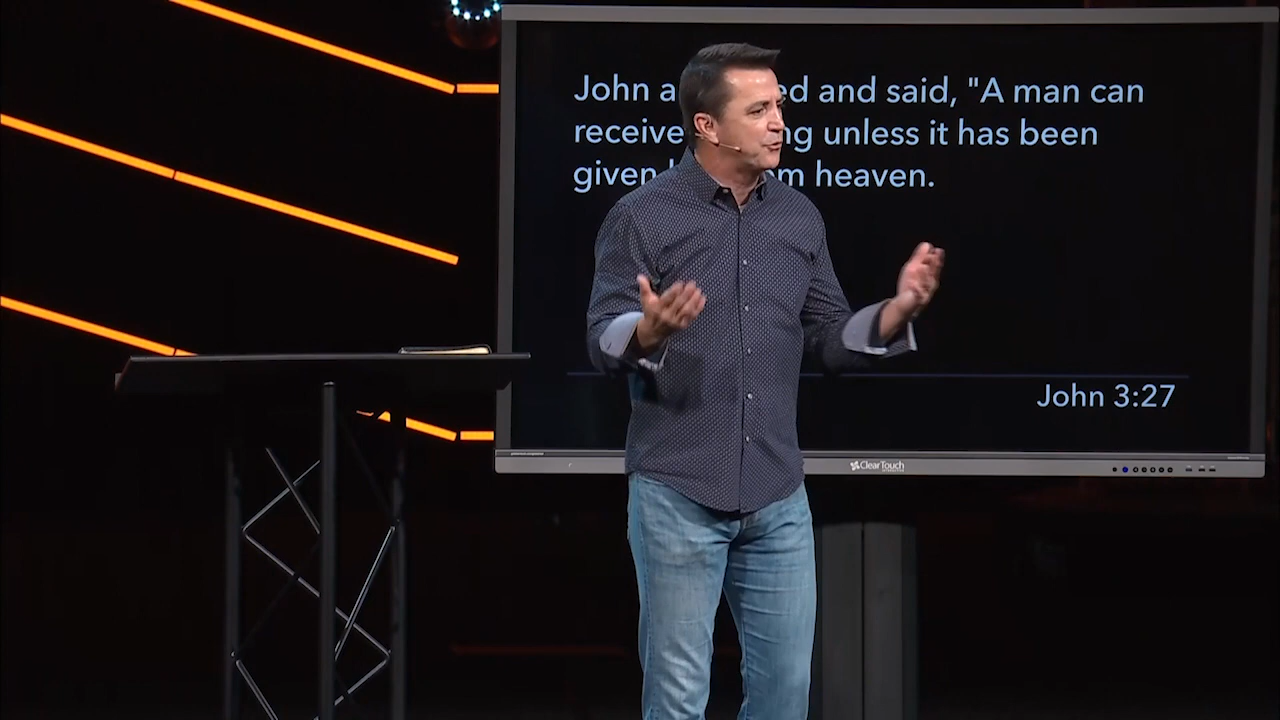 John a ed and said, "A man can
receive ng unless it has been
given m heaven.
John 3:27
ClearTouch